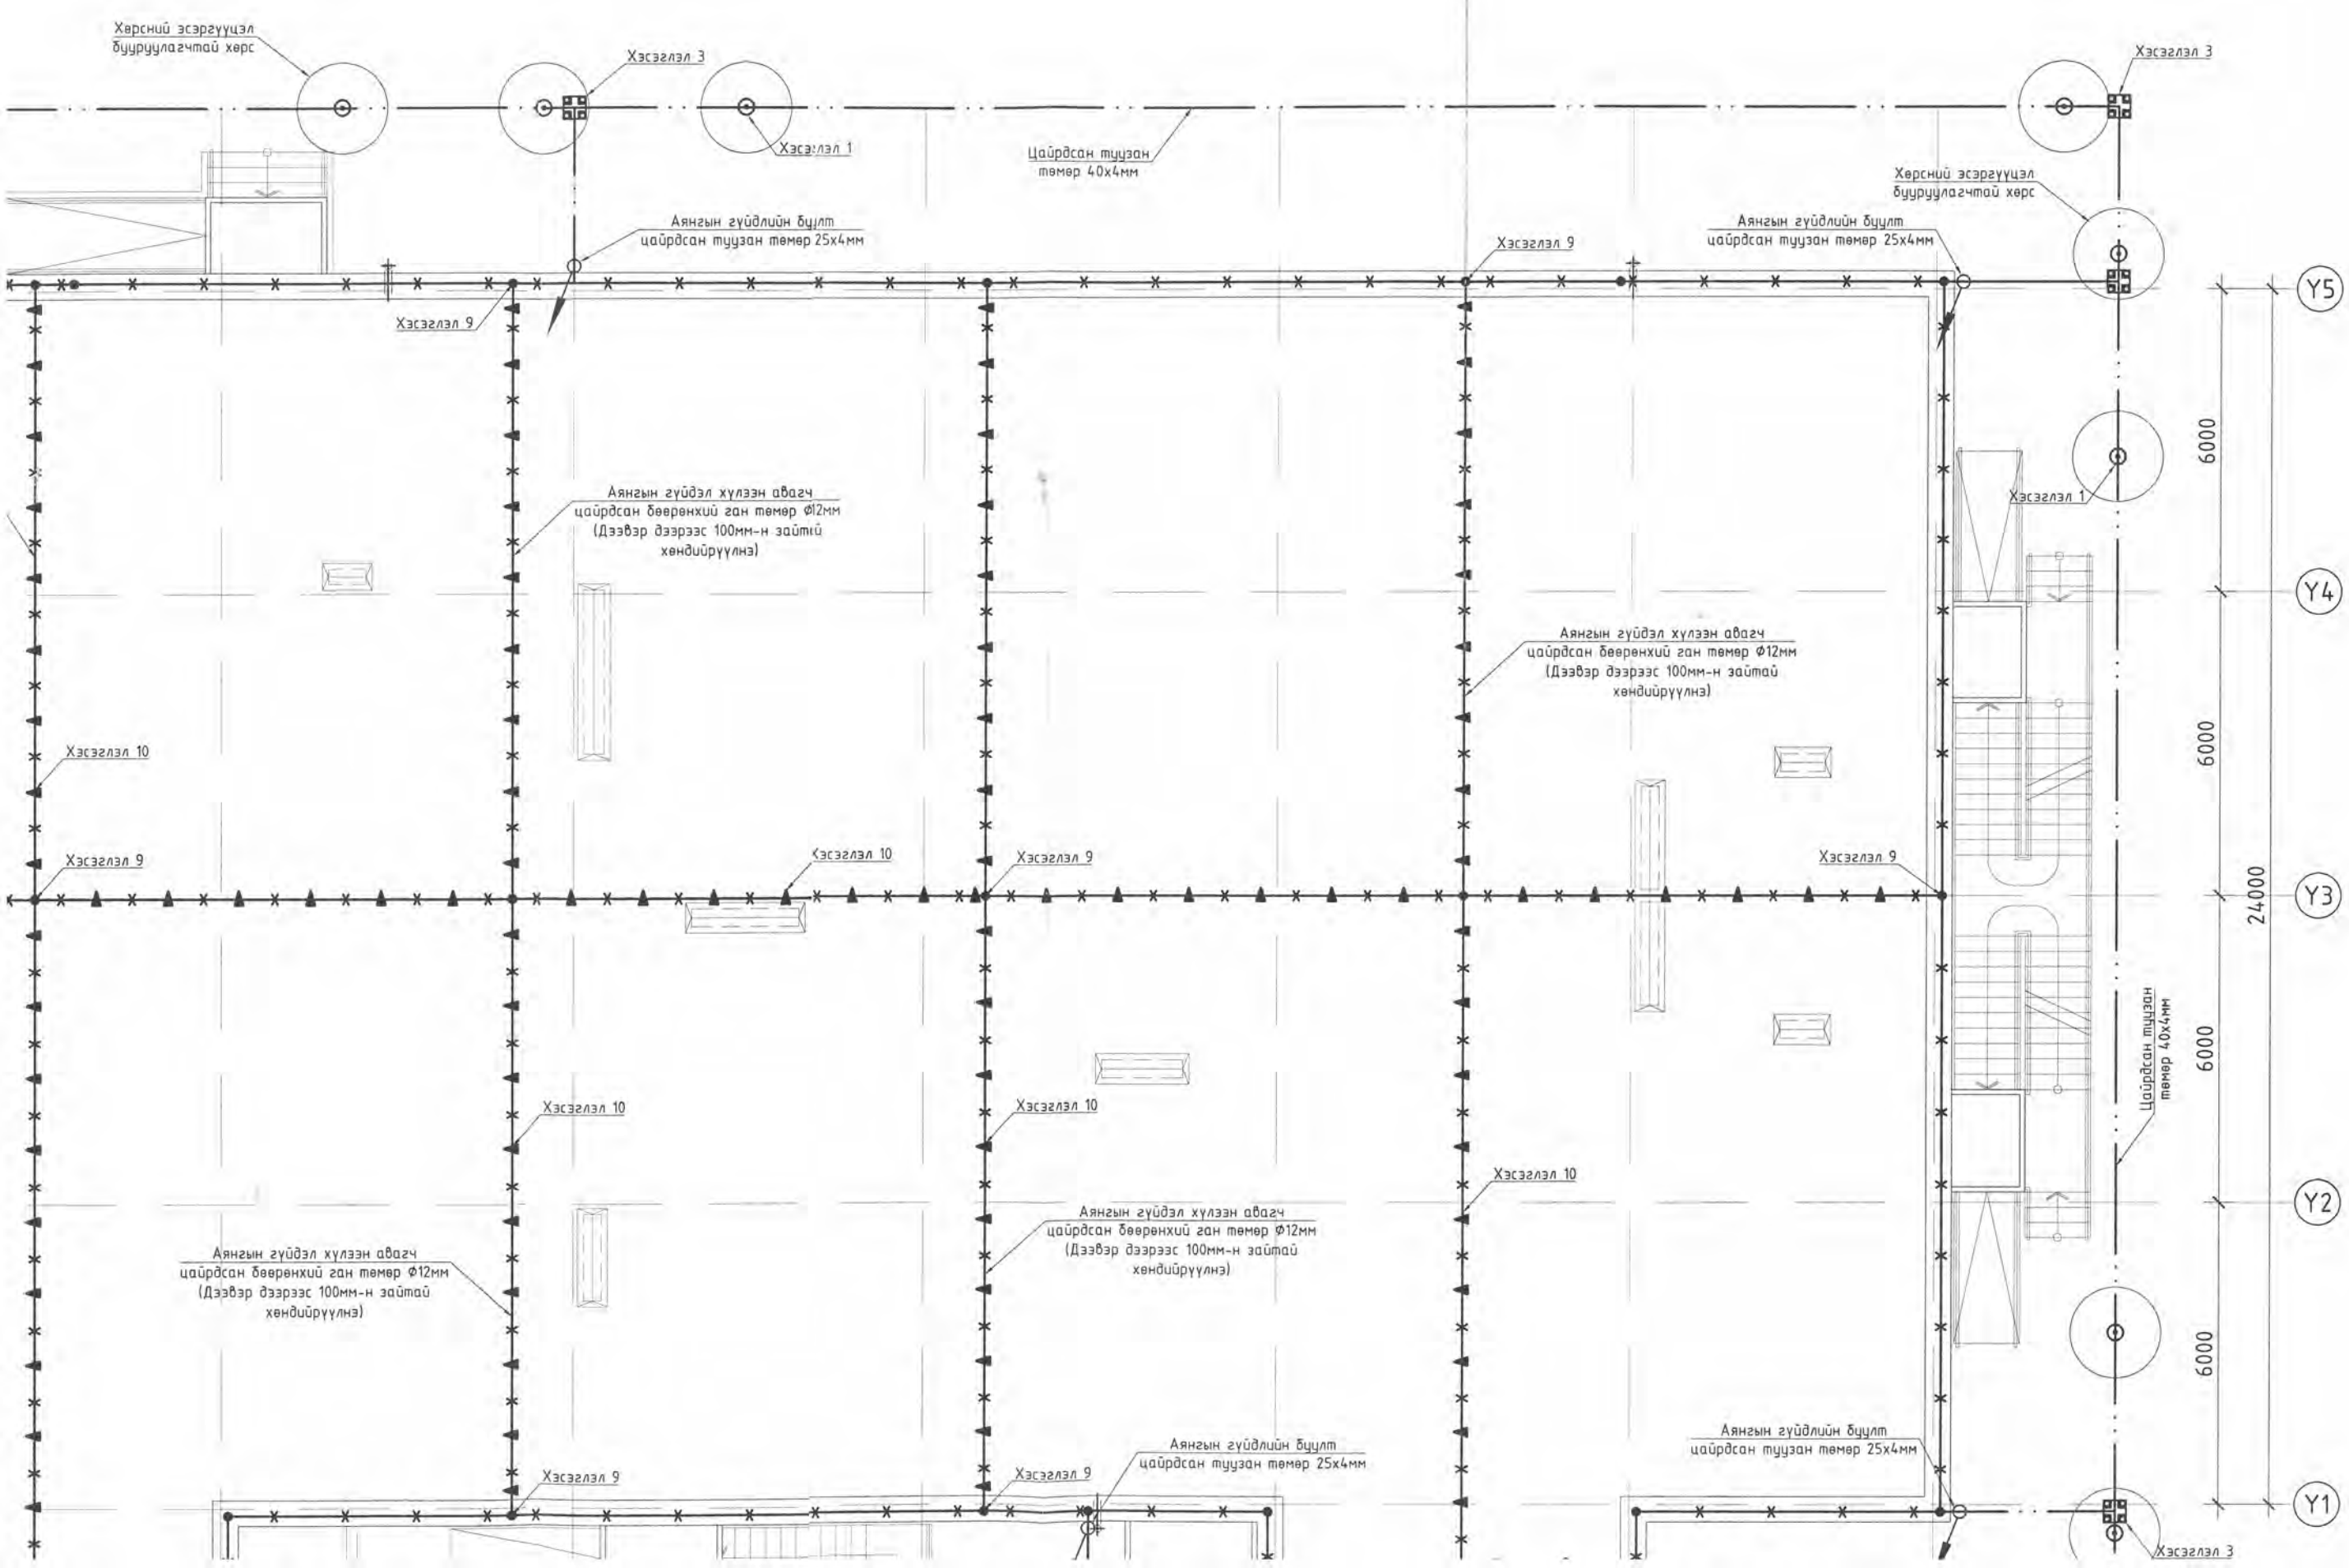 Хөрсний эсэргүүцэл
бууруулагчтай хөрс
Хэсэглэл 3
Хэсэглэл 1
Цайрдсан туузан
төмөр 40x4мм
Хэсэглэл 3
Хөрсний эсэргүүцэл
бууруулагчтай хөрс
Аянгын гүйдлийн буулт
цайрдсан туузан төмөр 25x4мм
Хэсэглэл 9
Аянгын гүйдлийн буулт
цайрдсан туузан төмөр 25x4мм
Хэсэглэл 9
Y5
6000
Хэсэглэл 1
Аянгын гүйдэл хүлээн авагч
цайрдсан бөөрөнхий ган төмөр Ф12мм
(Дээвэр дээрээс 100мм-н зайтай
хөндийрүүлнэ)
Y4
Аянгын гүйдэл хүлээн авагч
цайрдсан бөөрөнхий ган төмөр Ф12мм
(Дээвэр дээрээс 100мм-н зайтай
хөндийрүүлнэ)
Хэсэглэл 10
6000
Хэсэглэл 9
Хэсэглэл 10
Хэсэглэл 9
Хэсэглэл 9
Y3
24000
Цайрдсан туузан
төмөр 40x4мм
6000
Хэсэглэл 10
Хэсэглэл 10
Хэсэглэл 10
Y2
Аянгын гүйдэл хүлээн авагч
цайрдсан бөөрөнхий ган төмөр Ф12мм
(Дээвэр дээрээс 100мм-н зайтай
хөндийрүүлнэ)
Аянгын гүйдэл хүлээн авагч
цайрдсан бөөрөнхий ган төмөр Ф12мм
(Дээвэр дээрээс 100мм-н зайтай
хөндийрүүлнэ)
6000
Аянгын гүйдлийн буулт
цайрдсан туузан төмөр 25x4мм
Аянгын гүйдлийн буулт
цайрдсан туузан төмөр 25x4мм
Хэсэглэл 9
Хэсэглэл 9
Y1
Хэсэглэл 3